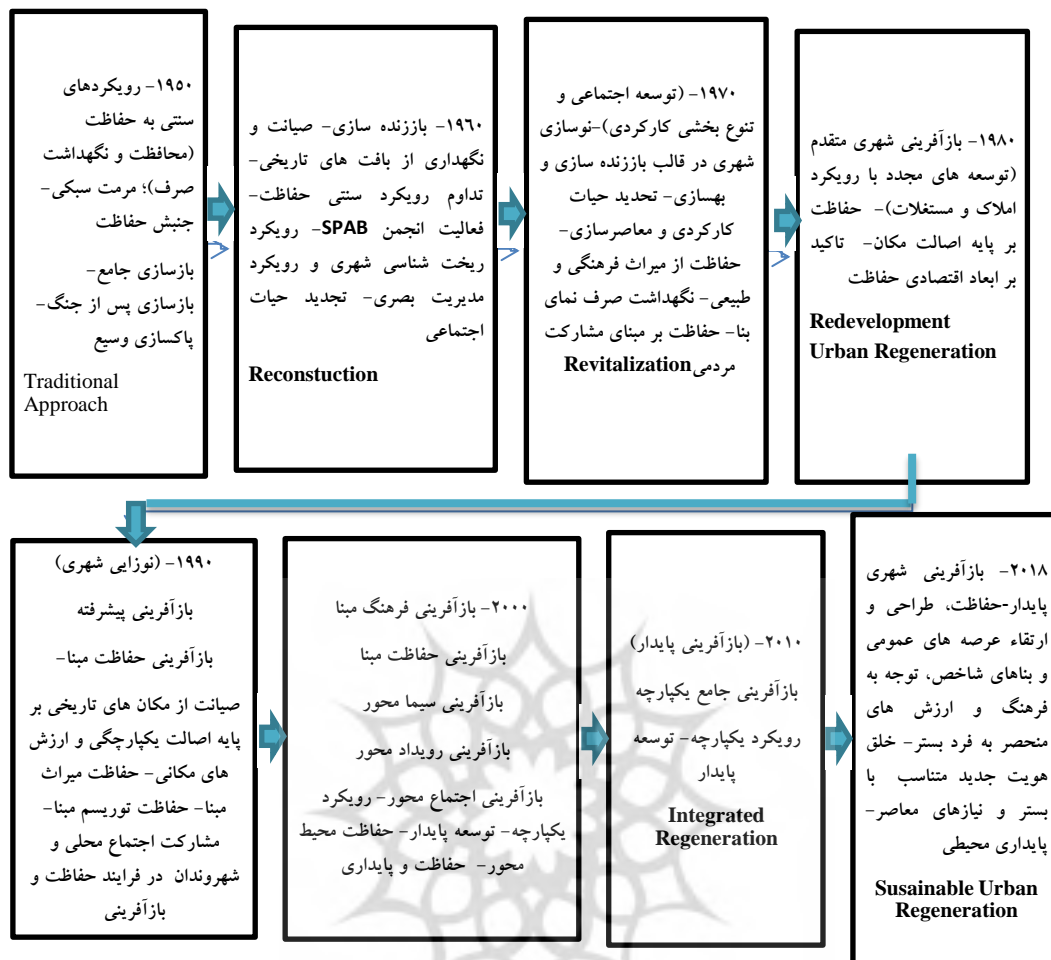 ۱۹۵۰- رویکردهای
سنتی به حفاظت
(محافظت و نگهداشت
صرف)؛ مرمت سبکی-
جنبش حفاظت
بازسازی جامع-
بازسازی پس از جنگ-
پاکسازی وسیع
Traditional
Approach
۱۹۶۰- باززنده سازی- صیانت و
نگهداری از بافت های تاریخی-
تداوم رویکرد سنتی حفاظت-
فعالیت انجمن SPAB- رویکرد
ریخت شناسی شهری و رویکرد
مدیریت بصری- تجدید حیات
اجتماعی
Reconstuction
۱۹۷۰- (توسعه اجتماعی و
تنوع بخشی کارکردی)-نوسازی
شهری در قالب باززنده سازی و
بهسازی- تحدید حیات
کارکردی و معاصرسازی-
حفاظت از میراث فرهنگی و
طبیعی- نگهداشت صرف نمای
بنا- حفاظت بر مبنای مشارکت
مردمی Revitalization
۱۹۸۰- بازآفرینی شهری متقدم
(توسعه های مجدد با رویکرد
املاک و مستغلات)- حفاظت
بر پایه اصالت مکان- تاکید
بر ابعاد اقتصادی حفاظت
Redevelopment
Urban Regeneration
۱۹۹۰- (نوزایی شهری)
بازآفرینی پیشرفته
بازآفرینی حفاظت مبنا-
صیانت از مکان های تاریخی بر
پایه اصالت یکپارچگی و ارزش
های مکانی- حفاظت میراث
مبنا- حفاظت توریسم مبنا-
مشارکت اجتماع محلی و
شهروندان در فرایند حفاظت و
بازآفرینی
۲۰۰۰- بازآفرینی فرهنگ مبنا
بازآفرینی حفاظت مبنا
بازآفرینی سیما محور
بازآفرینی رویداد محور
بازآفرینی اجتماع محور- رویکرد
یکپارچه- توسعه پایدار- حفاظت محیط
محور- حفاظت و پایداری
۲۰۱۰- (بازآفرینی پایدار)
بازآفرینی جامع یکپارچه
رویکرد یکپارچه- توسعه
پایدار
Integrated
Regeneration
۲۰۱۸- بازآفرینی شهری
پایدار-حفاظت، طراحی و
ارتقاء عرصه های عمومی
و بناهای شاخص، توجه به
فرهنگ و ارزش های
منحصر به فرد بستر- خلق
هویت جدید متناسب با
بستر و نیازهای معاصر-
پایداری محیطی
Susainable Urban
Regeneration